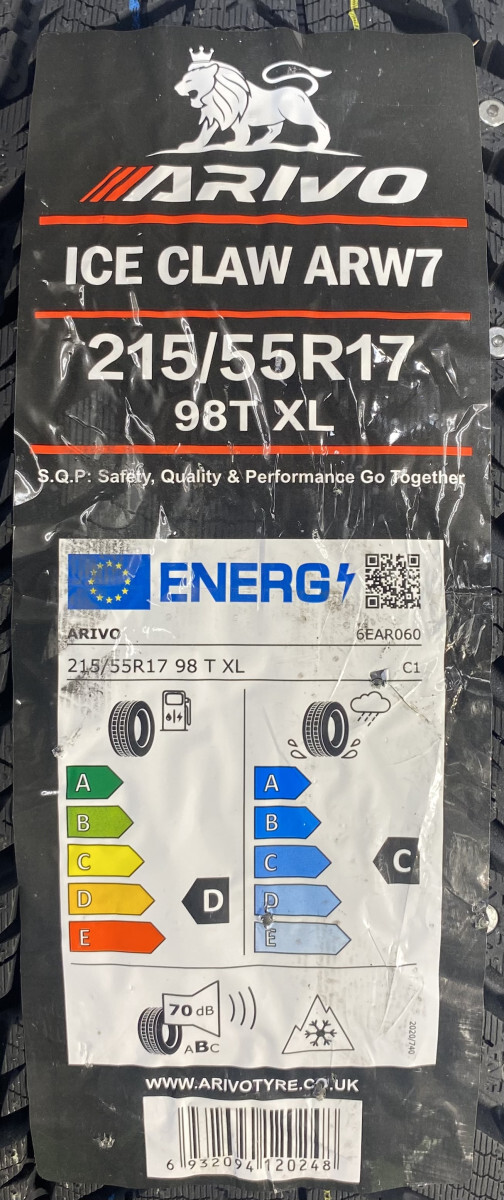 ARIVO
ICE CLAW ARW7
215/55R17
98T XL
S.Q.P: Safety, Quality & Performance Go Together
ENERG
ARIVO 6EAR060
215/55R17 98 T XL C1
A A
B B
C C C
D D D
E E
70 dB
ABC
2020/740
WWW.ARIVOTYRE.CO.UK
6 932094 120248